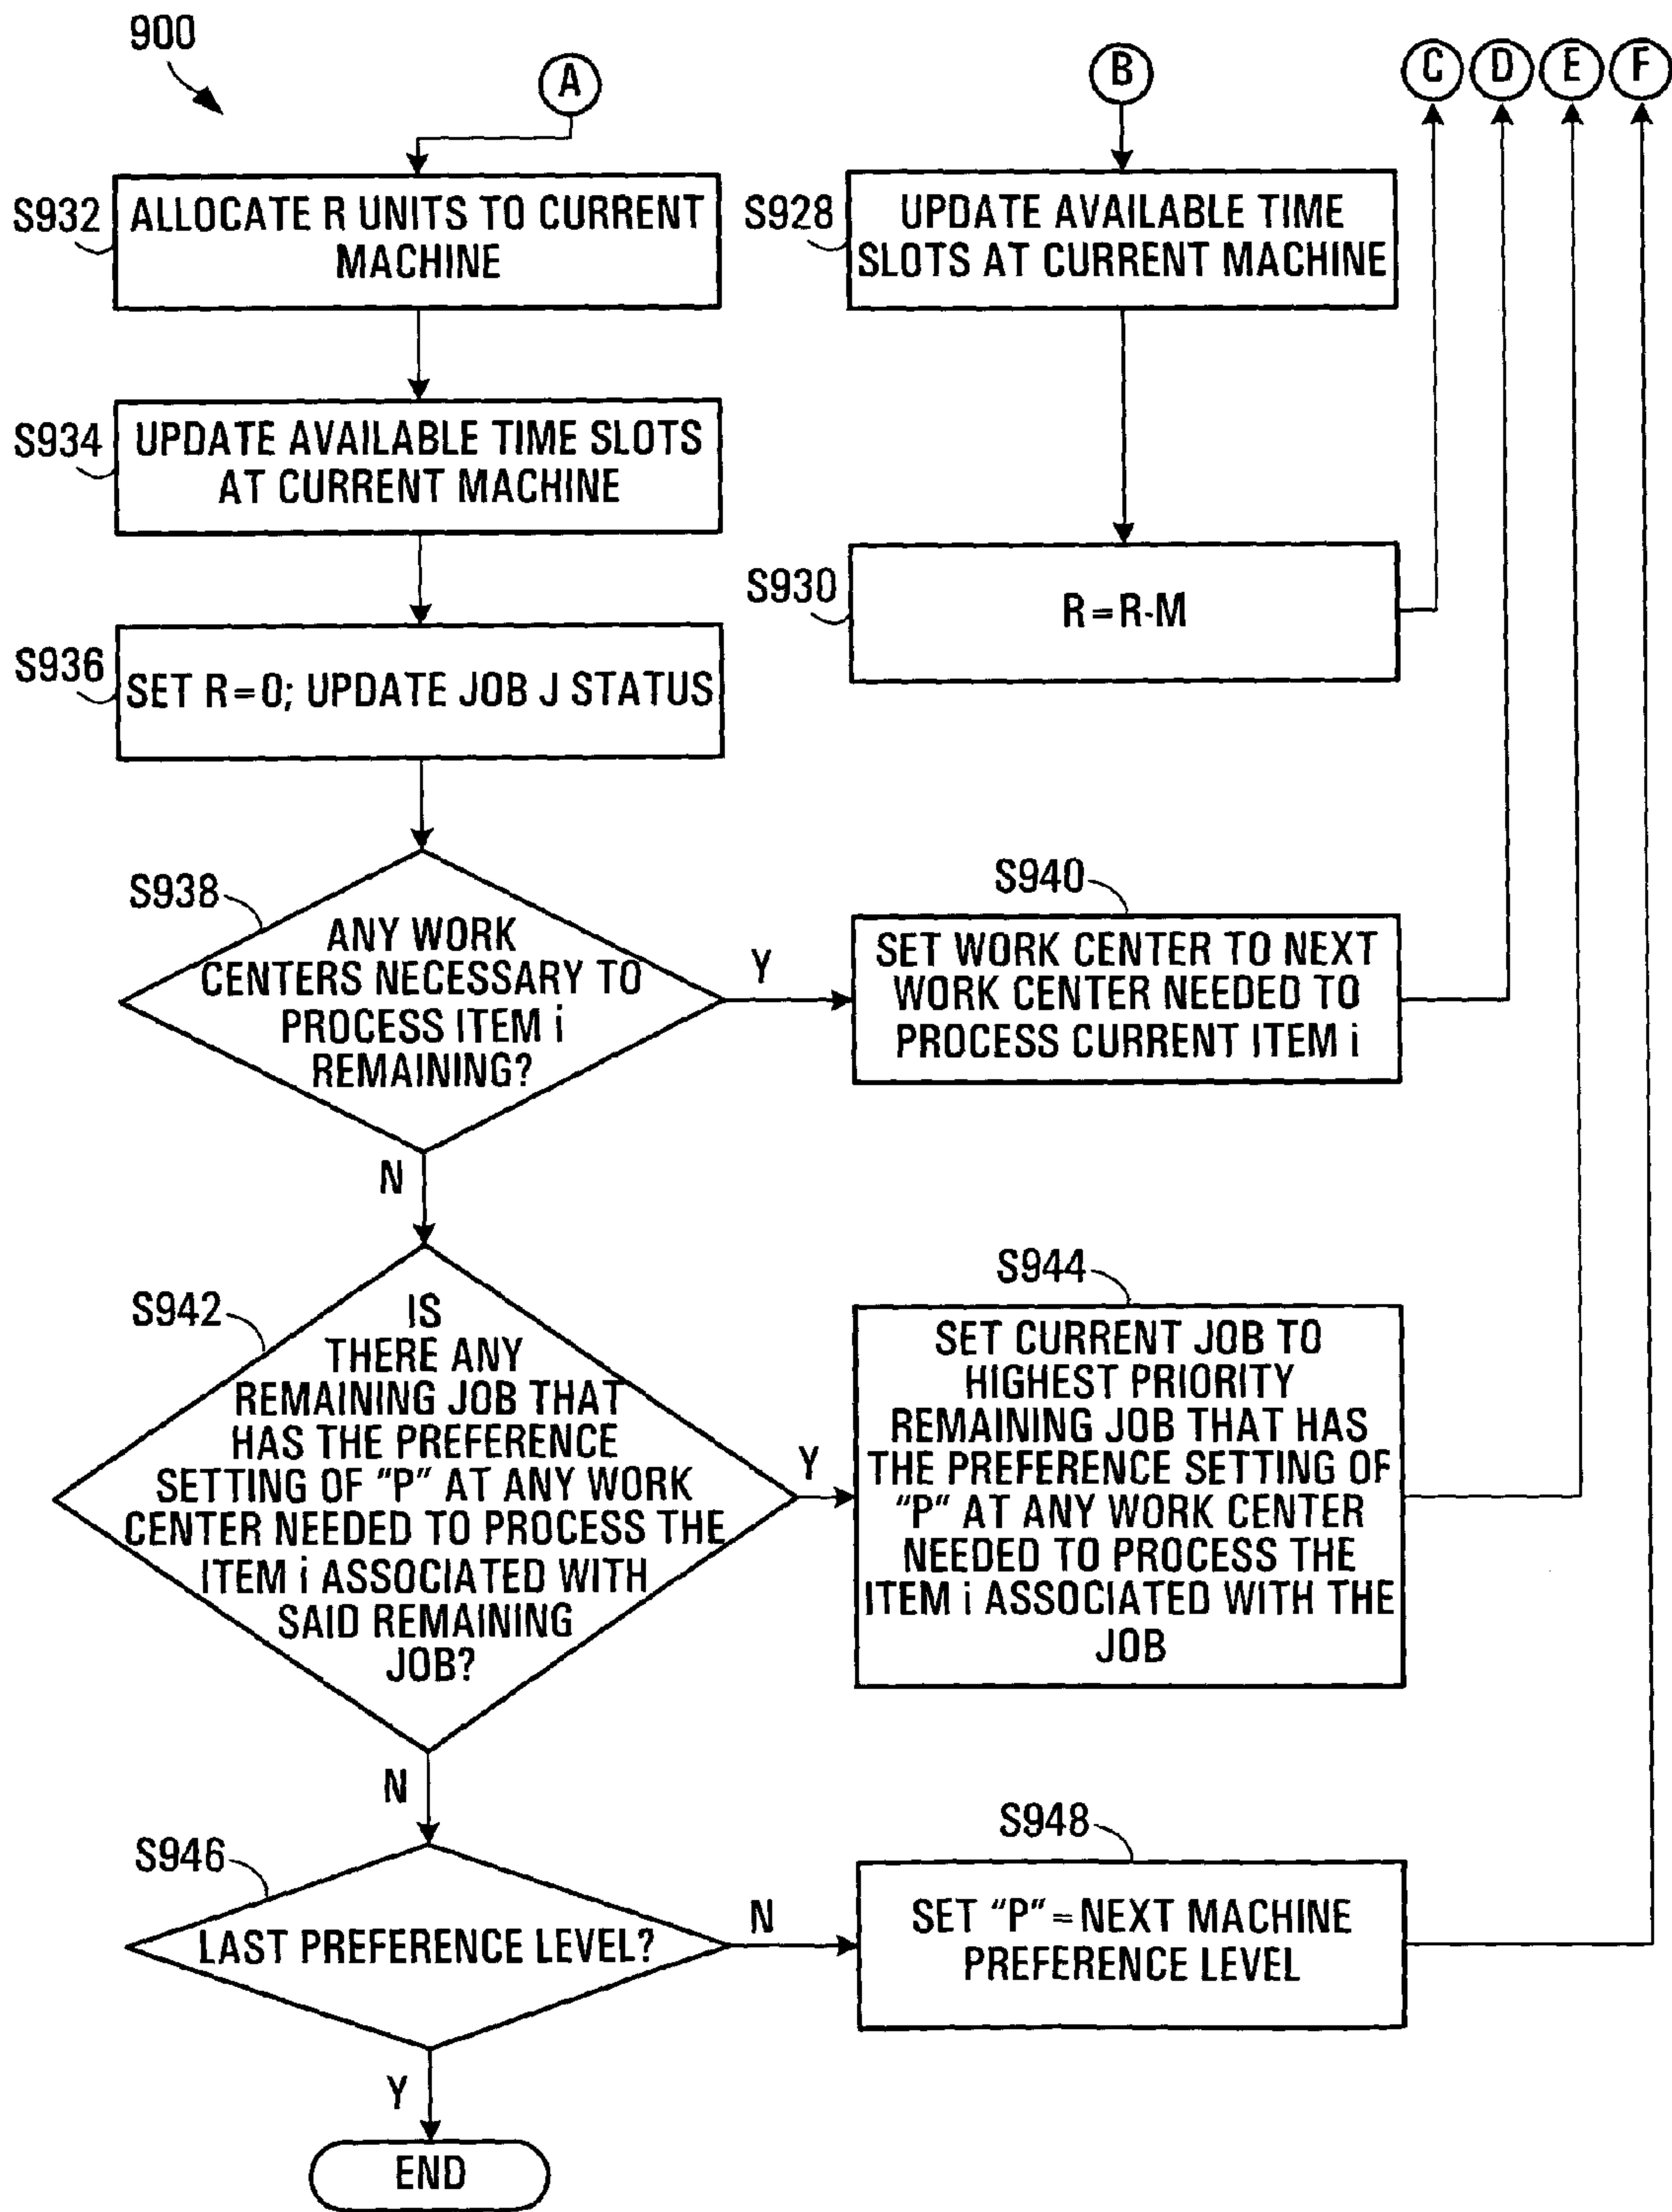 900
A
B
C
D
E
F
S932
ALLOCATE R UNITS TO CURRENT
MACHINE
S928
UPDATE AVAILABLE TIME
SLOTS AT CURRENT MACHINE
S934
UPDATE AVAILABLE TIME SLOTS
AT CURRENT MACHINE
S930
R=R-M
S936
SET R=0; UPDATE JOB J STATUS
S938
ANY WORK
CENTERS NECESSARY TO
PROCESS ITEM i
REMAINING?
Y
N
S940
SET WORK CENTER TO NEXT
WORK CENTER NEEDED TO
PROCESS CURRENT ITEM i
S942
IS
THERE ANY
REMAINING JOB THAT
HAS THE PREFERENCE
SETTING OF "P" AT ANY WORK
CENTER NEEDED TO PROCESS THE
ITEM i ASSOCIATED WITH
SAID REMAINING
JOB?
Y
N
S944
SET CURRENT JOB TO
HIGHEST PRIORITY
REMAINING JOB THAT HAS
THE PREFERENCE SETTING OF
"P" AT ANY WORK CENTER
NEEDED TO PROCESS THE
ITEM i ASSOCIATED WITH THE
JOB
S946
LAST PREFERENCE LEVEL?
N
Y
S948
SET "P"=NEXT MACHINE
PREFERENCE LEVEL
END